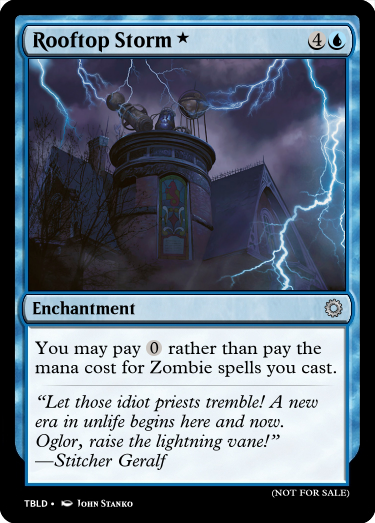 Rooftop Storm ★ 4
Enchantment
You may pay 0 rather than pay the
mana cost for Zombie spells you cast.
“Let those idiot priests tremble! A new
era in unlife begins here and now.
Oglor, raise the lightning vane!”
—Stitcher Geralf
(NOT FOR SALE)
TBLD • John Stanko